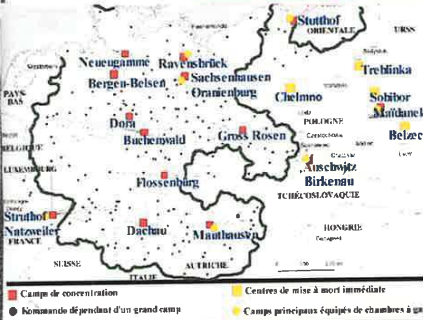 Stutthof
ORIENTALE
URSS
Neuengamme
Ravensbrück
Treblinka
Bergen-Belsen
Sachsenhausen
Oranienburg
PAYS-
BAS
Chelmno
Sobibor
Maïdanek
Dora
POLOGNE
Buchenwald
Gross Rosen
Belzec
BELGIQUE
LUXEMBOURG
Auschwitz
Birkenau
Flossenbürg
TCHÉCOSLOVAQUIE
Struthof
Natzweiler
FRANCE
Dachau
Mauthausen
HONGRIE
SUISSE
AUTRICHE
ITALIE
Camps de concentration
Centres de mise à mort immédiate
Kommando dépendant d'un grand camp
Camps principaux équipés de chambres à ga